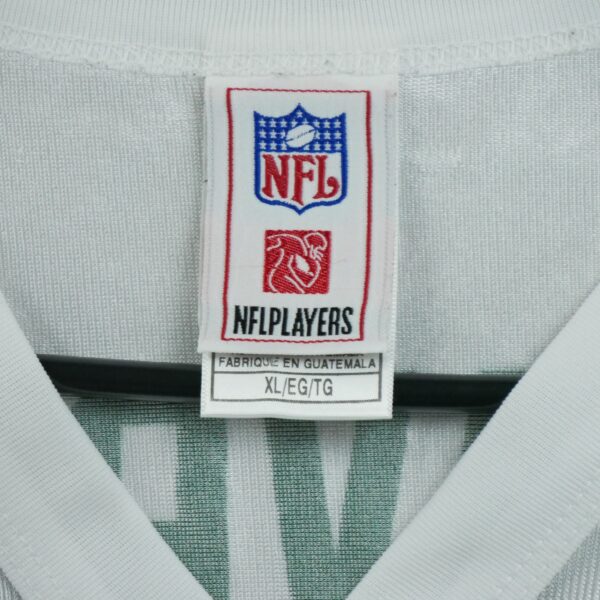 NFL
NFLPLAYERS
FABRIQUE EN GUATEMALA
XL/EG/TG